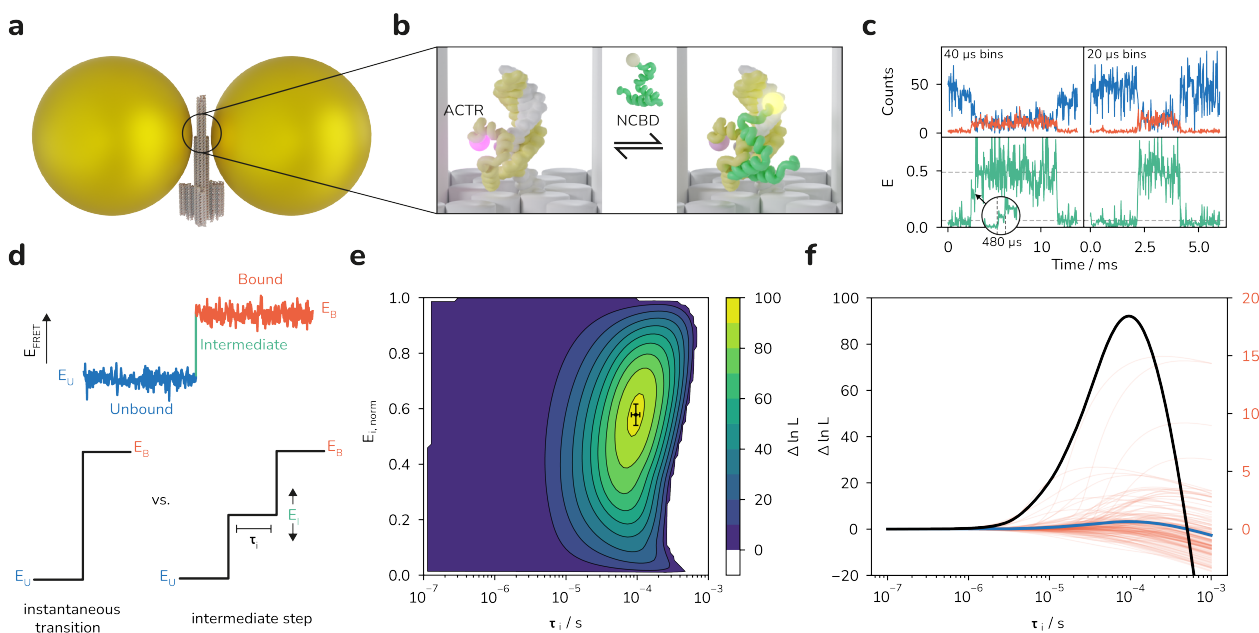 a
b
ACTR
NCBD
c
40 µs bins
20 µs bins
Counts
50
0
E
0.5
0.0
480 µs
0
10
0.0
2.5
5.0
Time / ms
d
E_FRET
Bound
E_B
Intermediate
E_U
Unbound
E_B
E_U
instantaneous
transition
vs.
E_B
E_i
τ_i
E_U
intermediate step
e
1.0
0.8
0.6
0.4
0.2
0.0
E_i, norm
10⁻⁷
10⁻⁶
10⁻⁵
10⁻⁴
10⁻³
τ_i / s
100
80
60
40
20
0
Δ ln L
f
Δ ln L
100
80
60
40
20
0
−20
20
15
10
5
0
10⁻⁷
10⁻⁶
10⁻⁵
10⁻⁴
10⁻³
τ_i / s